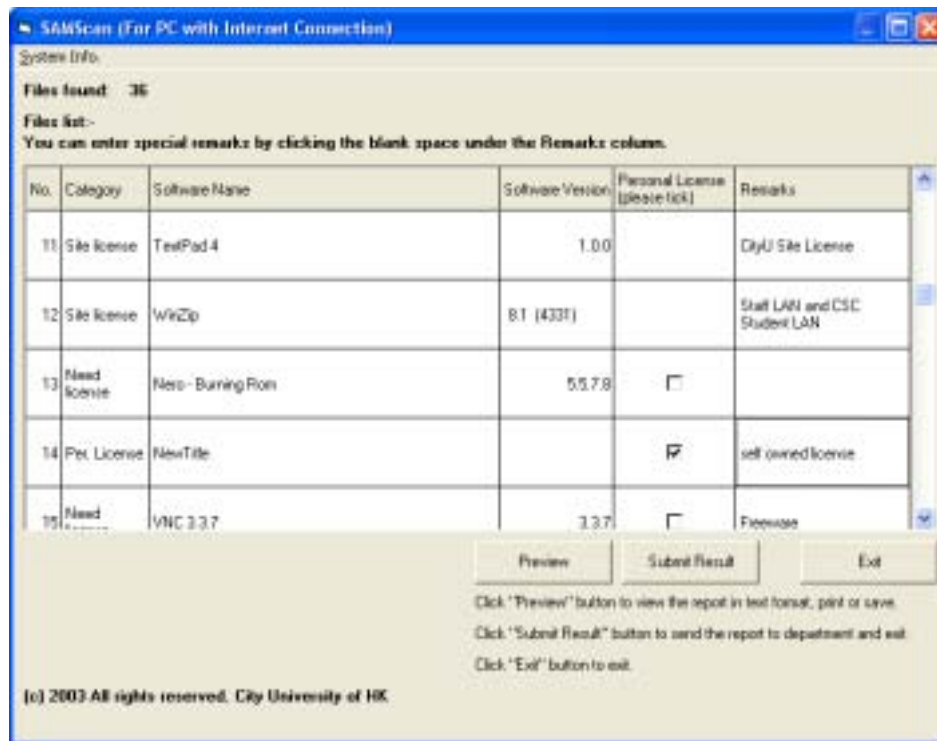 SAMScan (For PC with Internet Connection)
System Info.
Files found 36
Files list:-
You can enter special remarks by clicking the blank space under the Remarks column.
No. Category Software Name Software Version Personal License (please tick) Remarks
11 Site license TextPad 4 1.0.0 CityU Site License
12 Site license WinZip 8.1 (4331) Staff LAN and CSC Student LAN
13 Need license Nero - Burning Rom 5.5.7.8
14 Per. License NewTitle self owned license
15 Need VNC 3.3.7 3.3.7 Freeware
Preview Submit Result Exit
Click "Preview" button to view the report in text format, print or save.
Click "Submit Result" button to send the report to department and exit.
Click "Exit" button to exit.
(c) 2003 All rights reserved. City University of HK